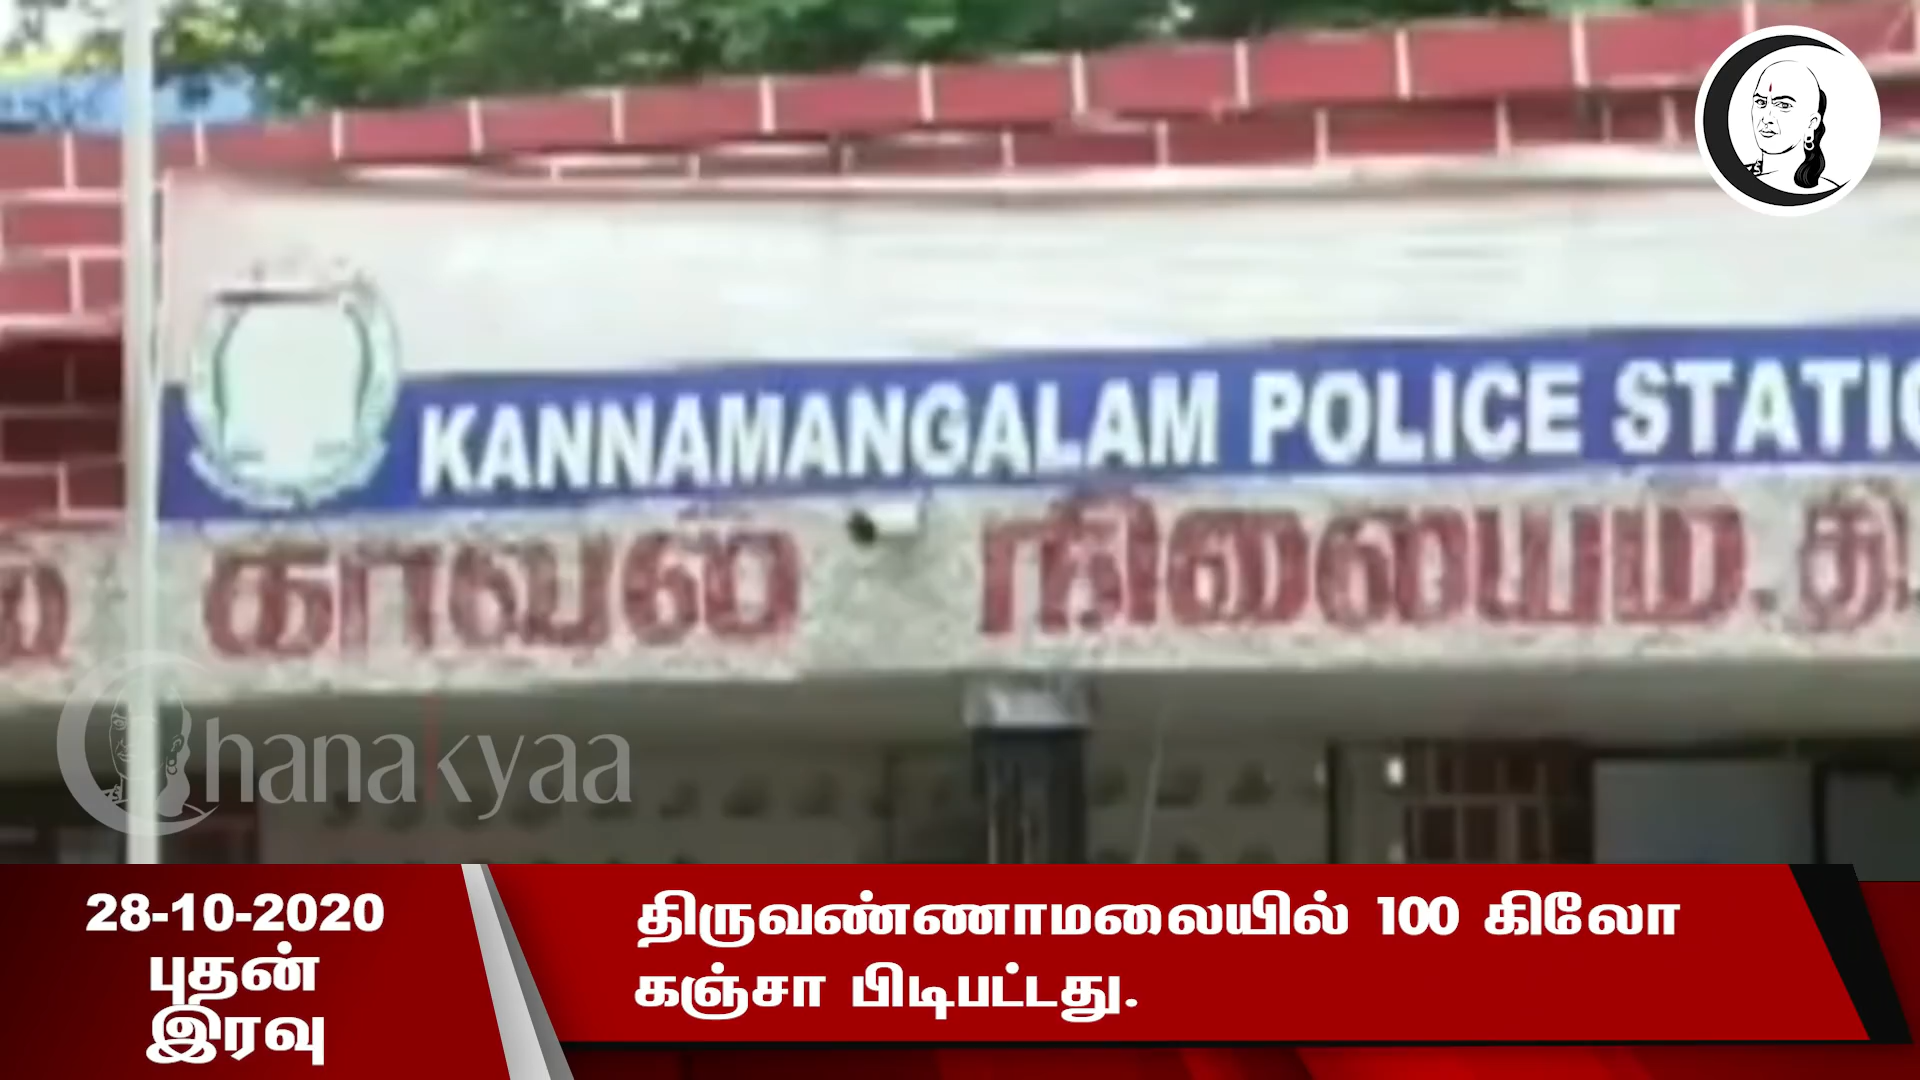 KANNAMANGALAM POLICE STATIO
காவல் நிலையம்.தி.
Chanakyaa
28-10-2020
புதன்
இரவு
திருவண்ணாமலையில் 100 கிலோ
கஞ்சா பிடிபட்டது.